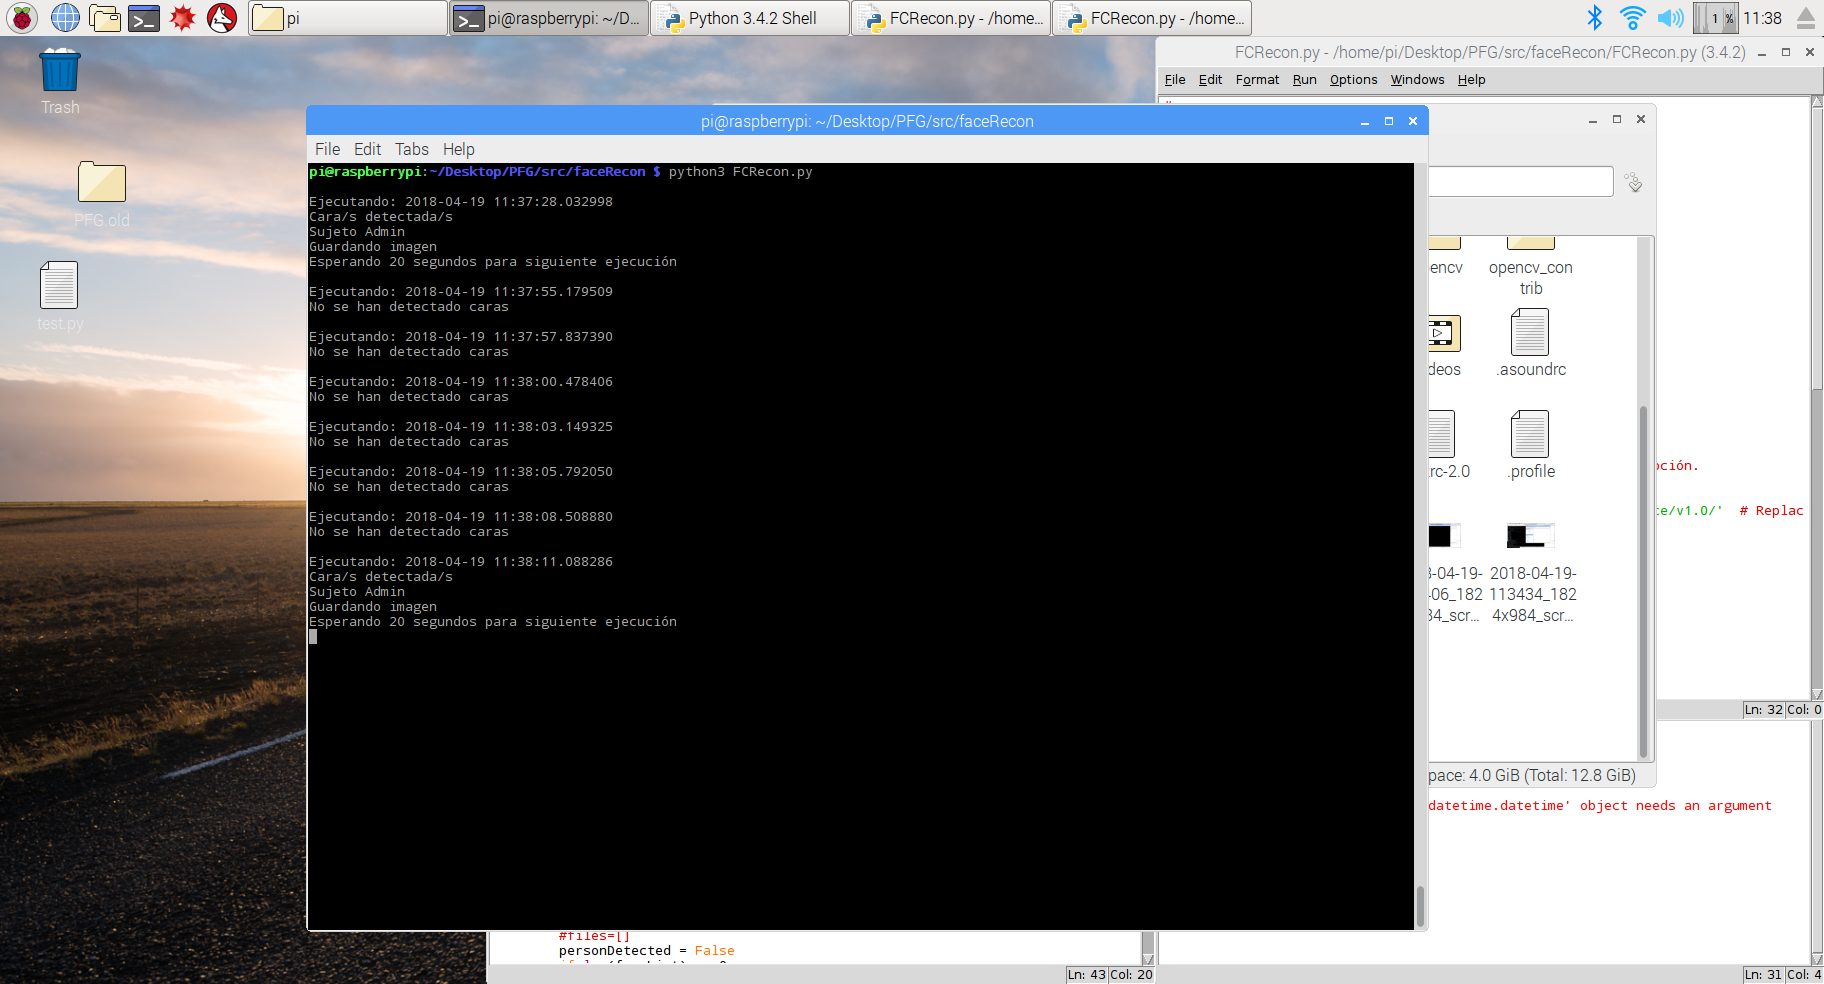 pi
pi@raspberrypi: ~/D...
Python 3.4.2 Shell
FCRecon.py - /home...
FCRecon.py - /home...
1 %
11:38
FCRecon.py - /home/pi/Desktop/PFG/src/faceRecon/FCRecon.py (3.4.2)
File Edit Format Run Options Windows Help
Trash
PFG.old
test.py
pi@raspberrypi: ~/Desktop/PFG/src/faceRecon
File Edit Tabs Help
pi@raspberrypi:~/Desktop/PFG/src/faceRecon $ python3 FCRecon.py
Ejecutando: 2018-04-19 11:37:28.032998
Cara/s detectada/s
Sujeto Admin
Guardando imagen
Esperando 20 segundos para siguiente ejecución
Ejecutando: 2018-04-19 11:37:55.179509
No se han detectado caras
Ejecutando: 2018-04-19 11:37:57.837390
No se han detectado caras
Ejecutando: 2018-04-19 11:38:00.478406
No se han detectado caras
Ejecutando: 2018-04-19 11:38:03.149325
No se han detectado caras
Ejecutando: 2018-04-19 11:38:05.792050
No se han detectado caras
Ejecutando: 2018-04-19 11:38:08.508880
No se han detectado caras
Ejecutando: 2018-04-19 11:38:11.088286
Cara/s detectada/s
Sujeto Admin
Guardando imagen
Esperando 20 segundos para siguiente ejecución
encv
opencv_con
trib
deos
.asoundrc
rc-2.0
.profile
-04-19-
06_182
4_scr...
2018-04-19-
113434_182
4x984_scr...
pace: 4.0 GiB (Total: 12.8 GiB)
ción.
te/v1.0/' # Replac
Ln: 32 Col: 0
datetime.datetime' object needs an argument
#files=[]
personDetected = False
Ln: 43 Col: 20
Ln: 31 Col: 4